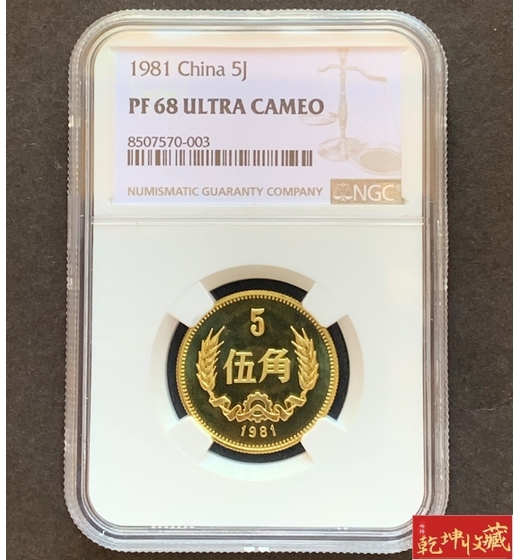 1981 China 5J
PF 68 ULTRA CAMEO
8507570-003
NUMISMATIC GUARANTY COMPANY
NGC
5
伍角
1981
乾坤收藏